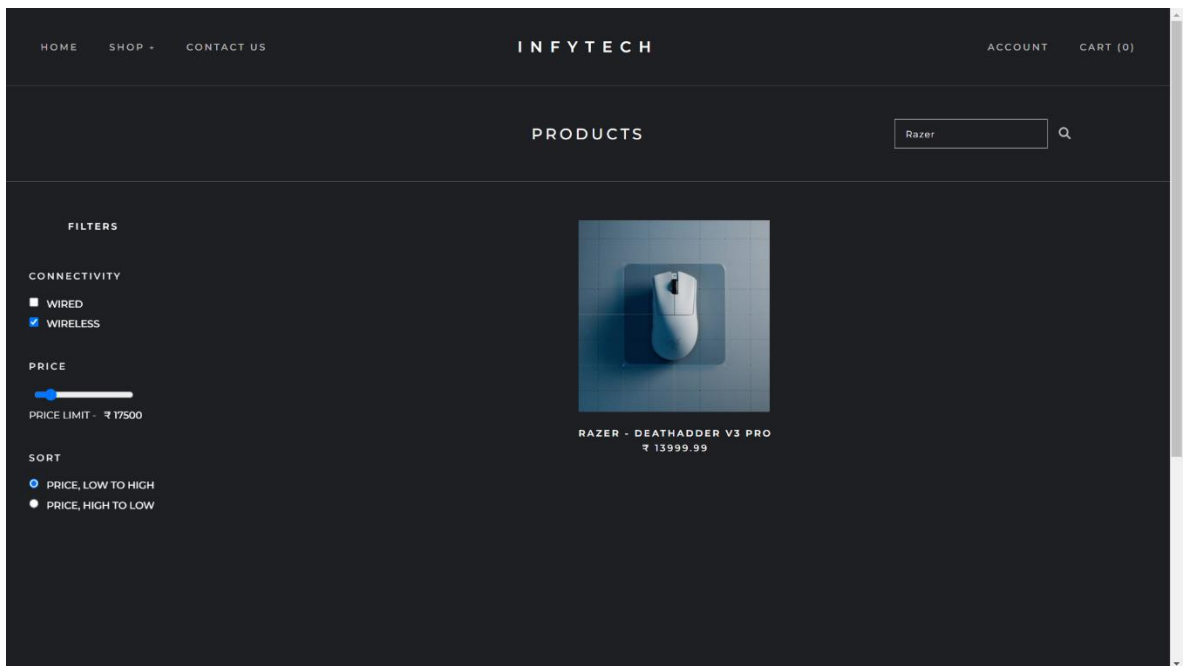 HOME SHOP + CONTACT US
INFYTECH
ACCOUNT CART (0)
PRODUCTS
Razer
FILTERS
CONNECTIVITY
WIRED
WIRELESS
PRICE
PRICE LIMIT - ₹ 17500
SORT
PRICE, LOW TO HIGH
PRICE, HIGH TO LOW
RAZER - DEATHADDER V3 PRO
₹ 13999.99